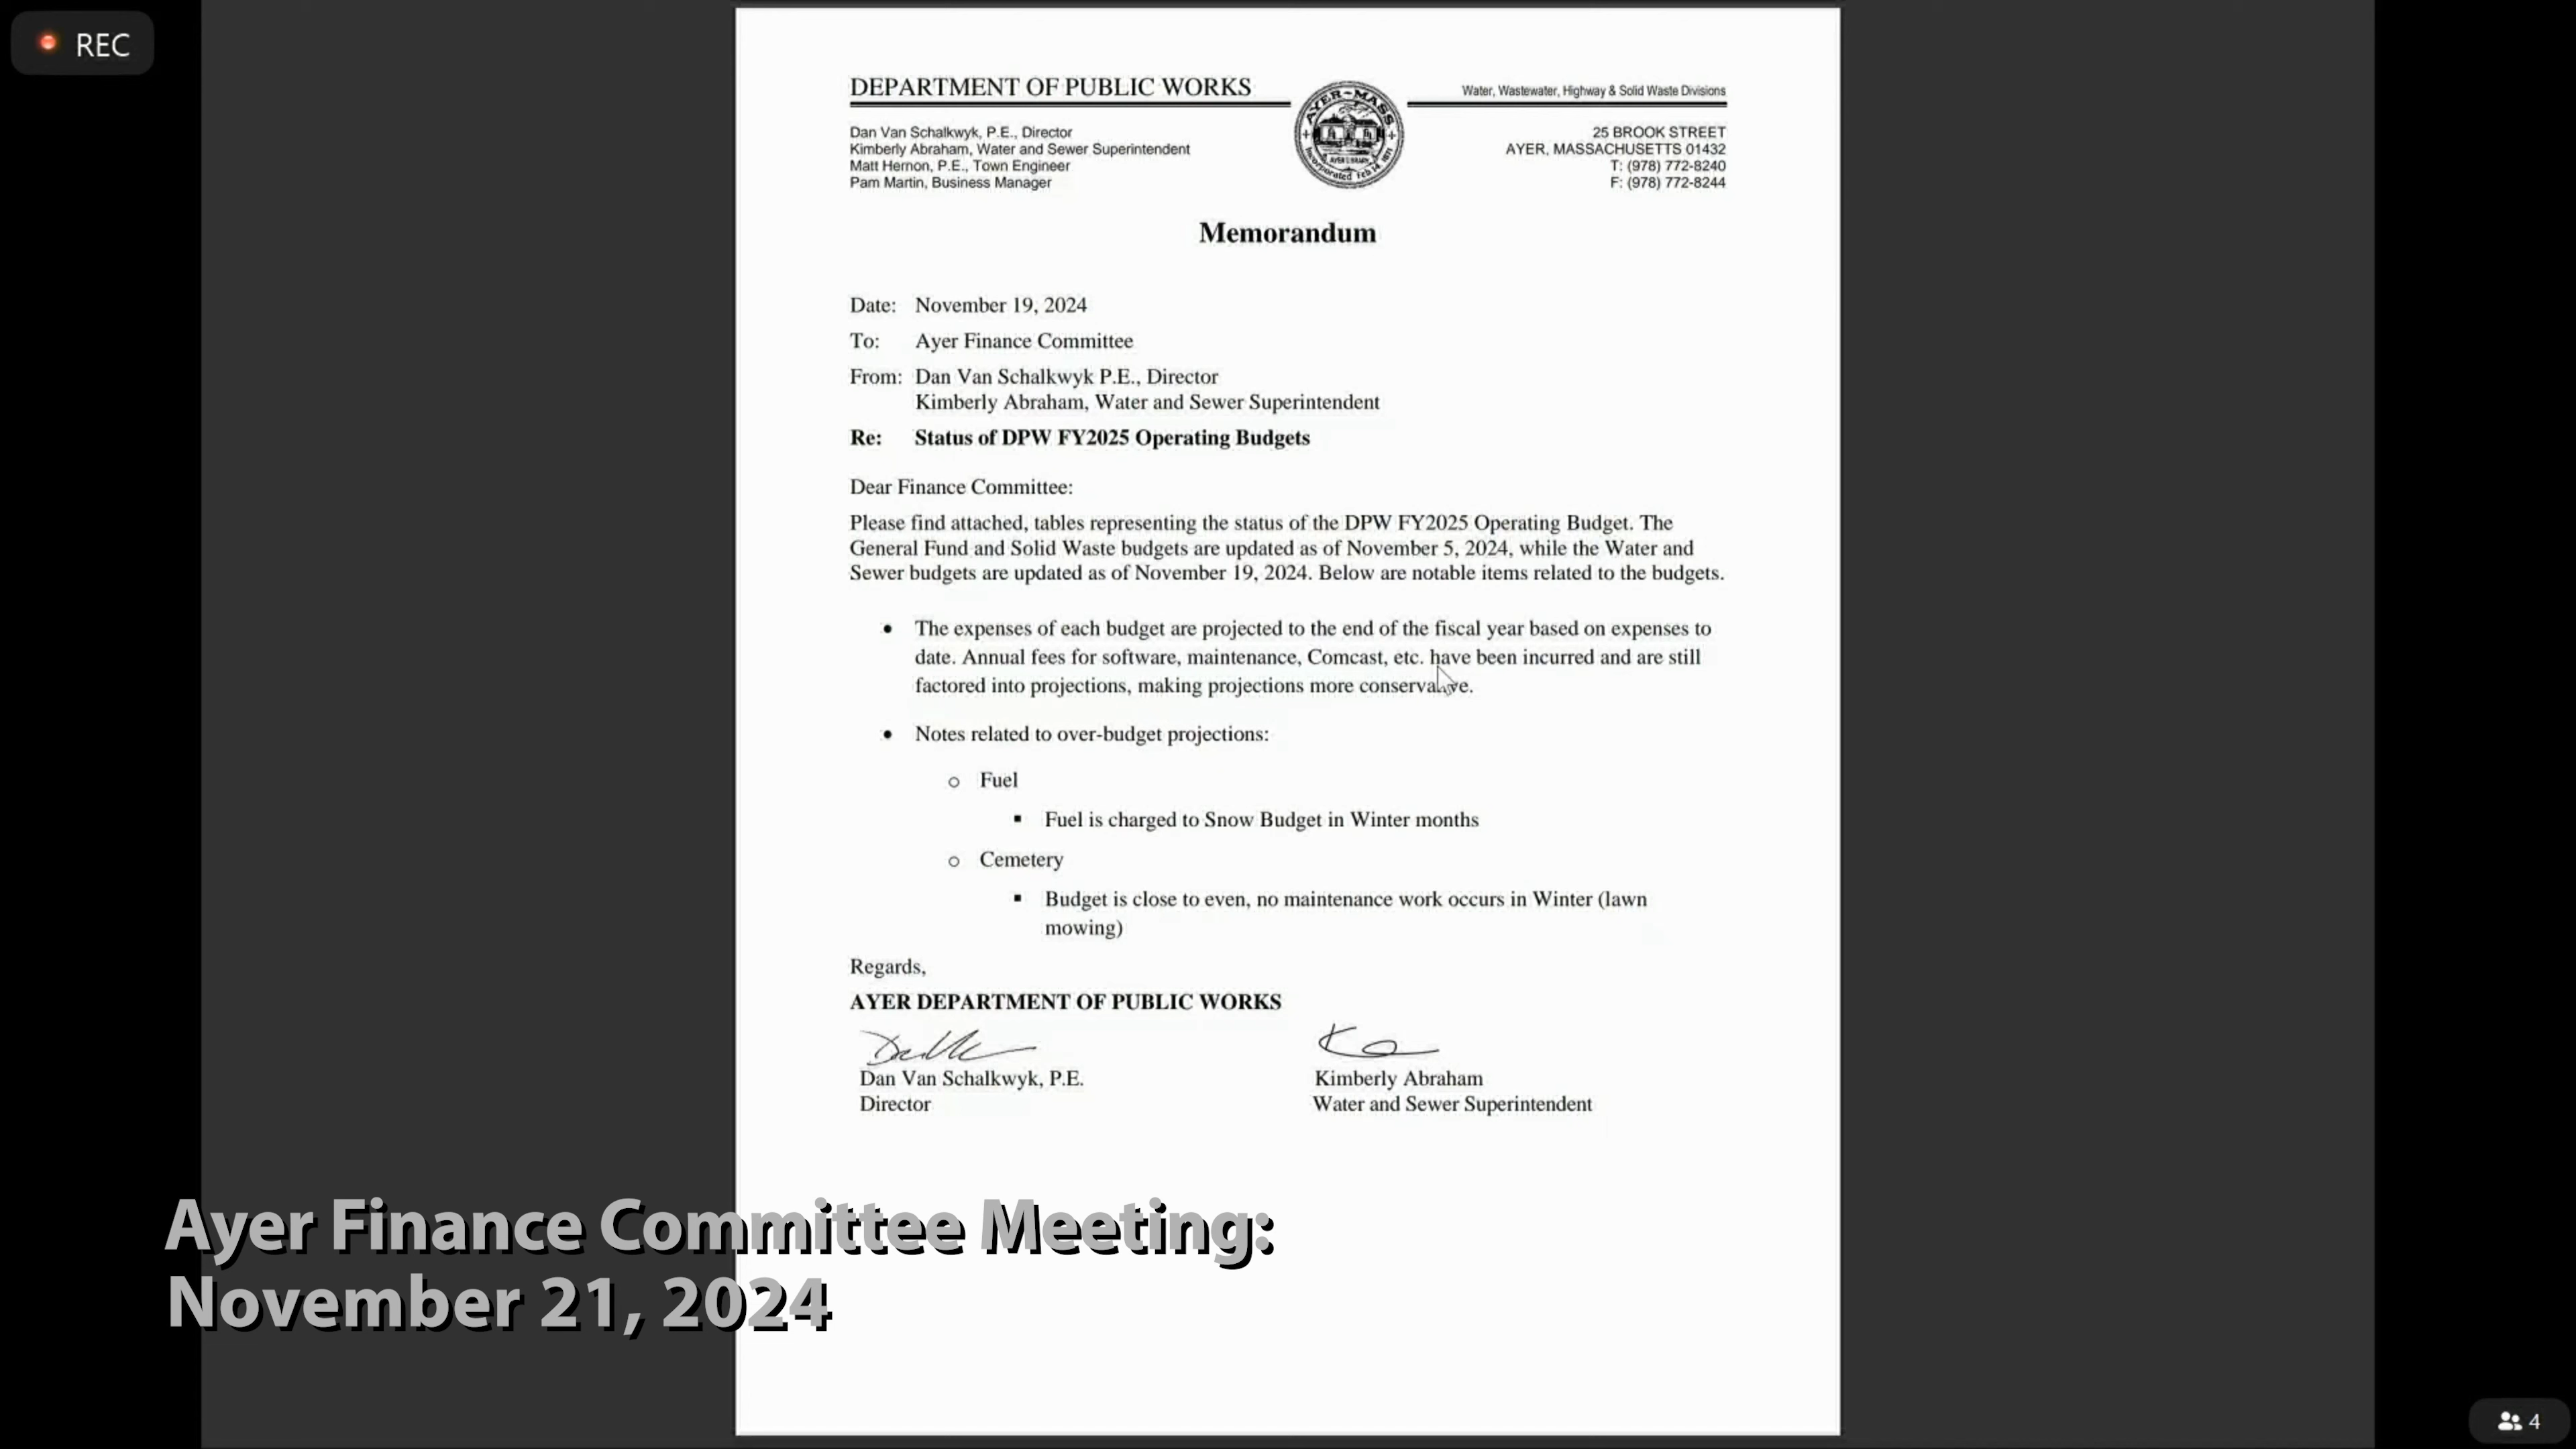 REC
DEPARTMENT OF PUBLIC WORKS
Water, Wastewater, Highway & Solid Waste Divisions
Dan Van Schalkwyk, P.E., Director
Kimberly Abraham, Water and Sewer Superintendent
Matt Hernon, P.E., Town Engineer
Pam Martin, Business Manager
AYER-MASS
AYER LIBRARY
Incorporated Feb 14, 1871
25 BROOK STREET
AYER, MASSACHUSETTS 01432
T: (978) 772-8240
F: (978) 772-8244
Memorandum
Date: November 19, 2024
To: Ayer Finance Committee
From: Dan Van Schalkwyk P.E., Director
Kimberly Abraham, Water and Sewer Superintendent
Re: Status of DPW FY2025 Operating Budgets
Dear Finance Committee:
Please find attached, tables representing the status of the DPW FY2025 Operating Budget. The
General Fund and Solid Waste budgets are updated as of November 5, 2024, while the Water and
Sewer budgets are updated as of November 19, 2024. Below are notable items related to the budgets.
• The expenses of each budget are projected to the end of the fiscal year based on expenses to
date. Annual fees for software, maintenance, Comcast, etc. have been incurred and are still
factored into projections, making projections more conservative.
• Notes related to over-budget projections:
o Fuel
▪ Fuel is charged to Snow Budget in Winter months
o Cemetery
▪ Budget is close to even, no maintenance work occurs in Winter (lawn
mowing)
Regards,
AYER DEPARTMENT OF PUBLIC WORKS
Dan Van Schalkwyk, P.E.
Director
Kimberly Abraham
Water and Sewer Superintendent
Ayer Finance Committee Meeting:
November 21, 2024
4